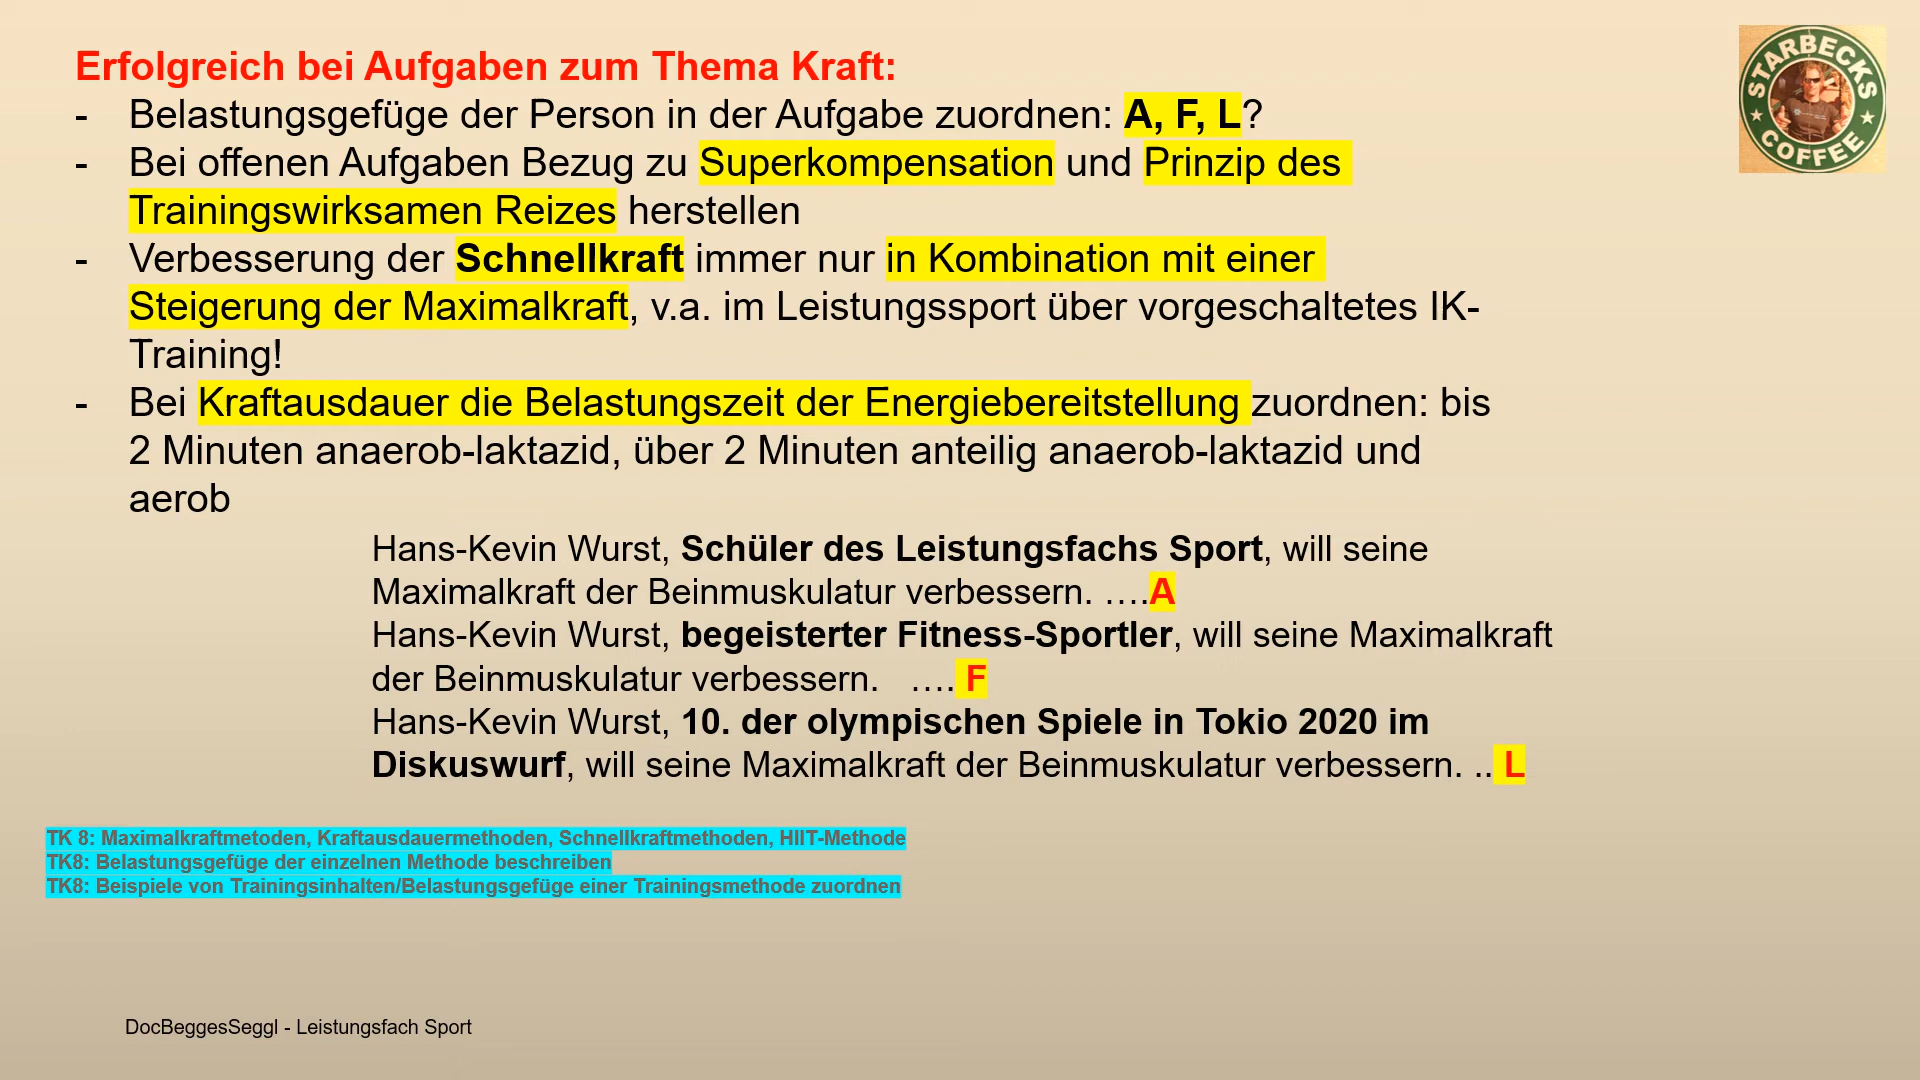 Erfolgreich bei Aufgaben zum Thema Kraft:
- Belastungsgefüge der Person in der Aufgabe zuordnen: A, F, L?
- Bei offenen Aufgaben Bezug zu Superkompensation und Prinzip des
Trainingswirksamen Reizes herstellen
- Verbesserung der Schnellkraft immer nur in Kombination mit einer
Steigerung der Maximalkraft, v.a. im Leistungssport über vorgeschaltetes IK-
Training!
- Bei Kraftausdauer die Belastungszeit der Energiebereitstellung zuordnen: bis
2 Minuten anaerob-laktazid, über 2 Minuten anteilig anaerob-laktazid und
aerob
Hans-Kevin Wurst, Schüler des Leistungsfachs Sport, will seine
Maximalkraft der Beinmuskulatur verbessern. ….A
Hans-Kevin Wurst, begeisterter Fitness-Sportler, will seine Maximalkraft
der Beinmuskulatur verbessern. …. F
Hans-Kevin Wurst, 10. der olympischen Spiele in Tokio 2020 im
Diskuswurf, will seine Maximalkraft der Beinmuskulatur verbessern. .. L
TK 8: Maximalkraftmetoden, Kraftausdauermethoden, Schnellkraftmethoden, HIIT-Methode
TK8: Belastungsgefüge der einzelnen Methode beschreiben
TK8: Beispiele von Trainingsinhalten/Belastungsgefüge einer Trainingsmethode zuordnen
DocBeggesSeggl - Leistungsfach Sport
STARBECKS
COFFEE